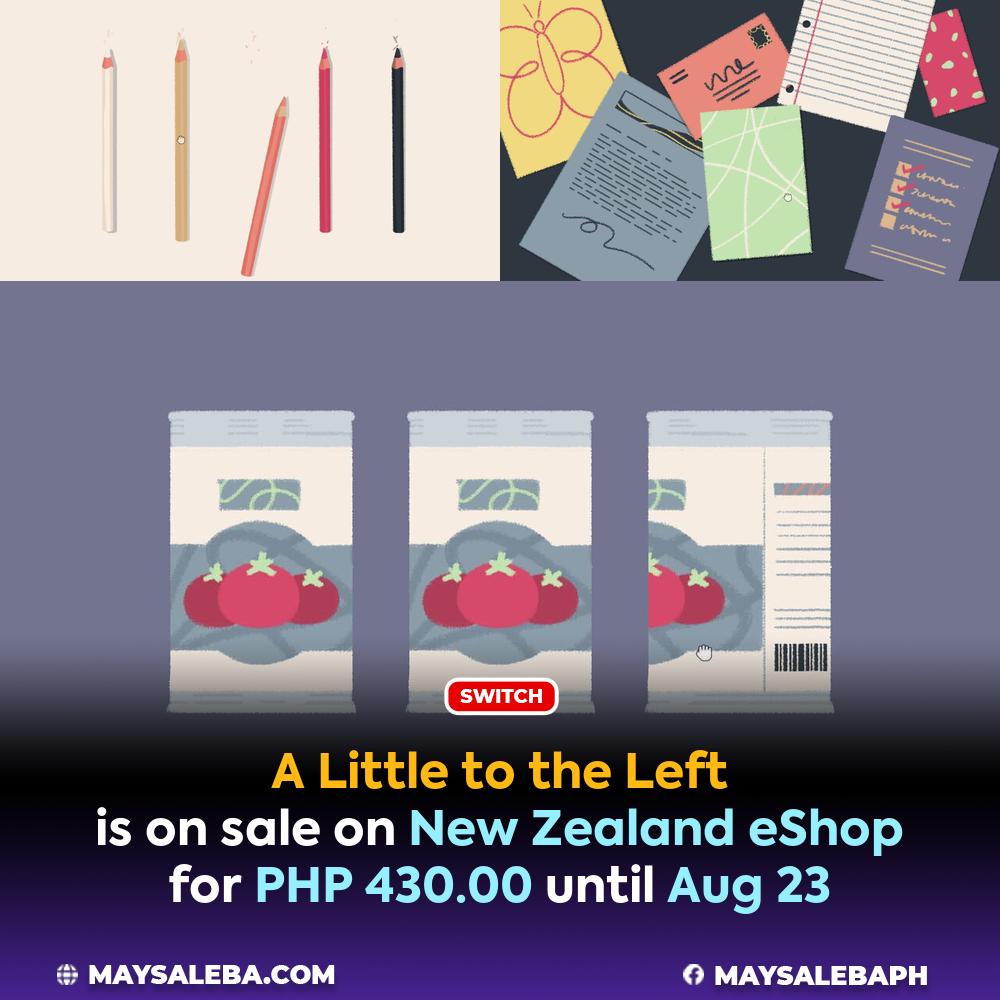 SWITCH
A Little to the Left
is on sale on New Zealand eShop
for PHP 430.00 until Aug 23
MAYSALEBA.COM
MAYSALEBAPH